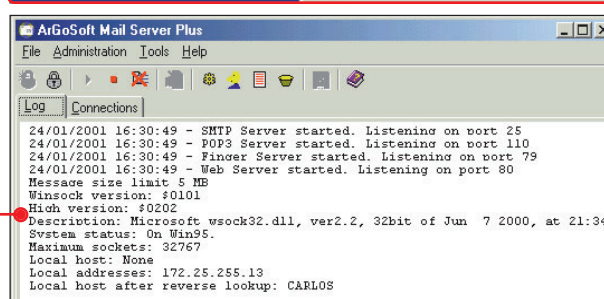 ArGoSoft Mail Server Plus
File Administration Tools Help
Log Connections
24/01/2001 16:30:49 - SMTP Server started. Listening on port 25
24/01/2001 16:30:49 - POP3 Server started. Listening on port 110
24/01/2001 16:30:49 - Finger Server started. Listening on port 79
24/01/2001 16:30:49 - Web Server started. Listening on port 80
Message size limit 5 MB
Winsock version: $0101
High version: $0202
Description: Microsoft wsock32.dll, ver2.2, 32bit of Jun 7 2000, at 21:34
System status: On Win95.
Maximum sockets: 32767
Local host: None
Local addresses: 172.25.255.13
Local host after reverse lookup: CARLOS